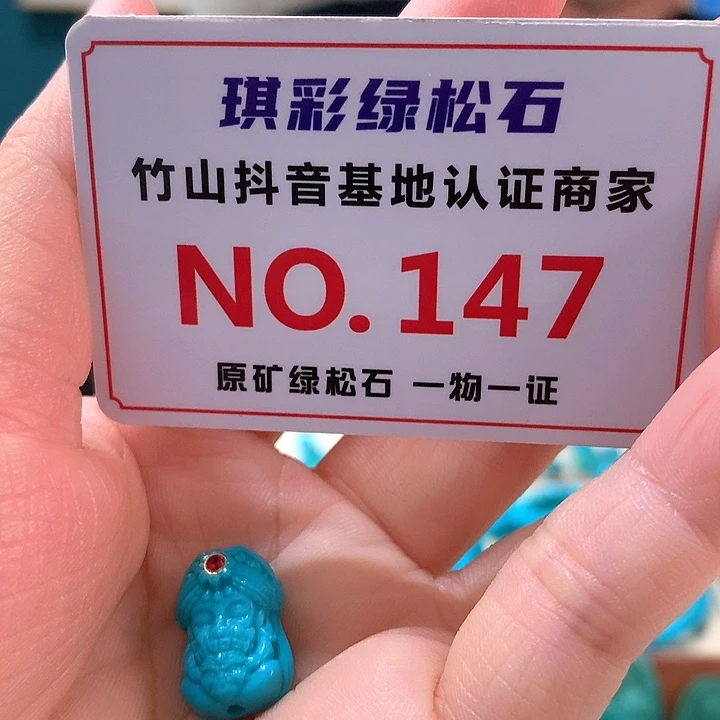 琪彩绿松石
竹山抖音基地认证商家
NO.147
原矿绿松石 一物一证